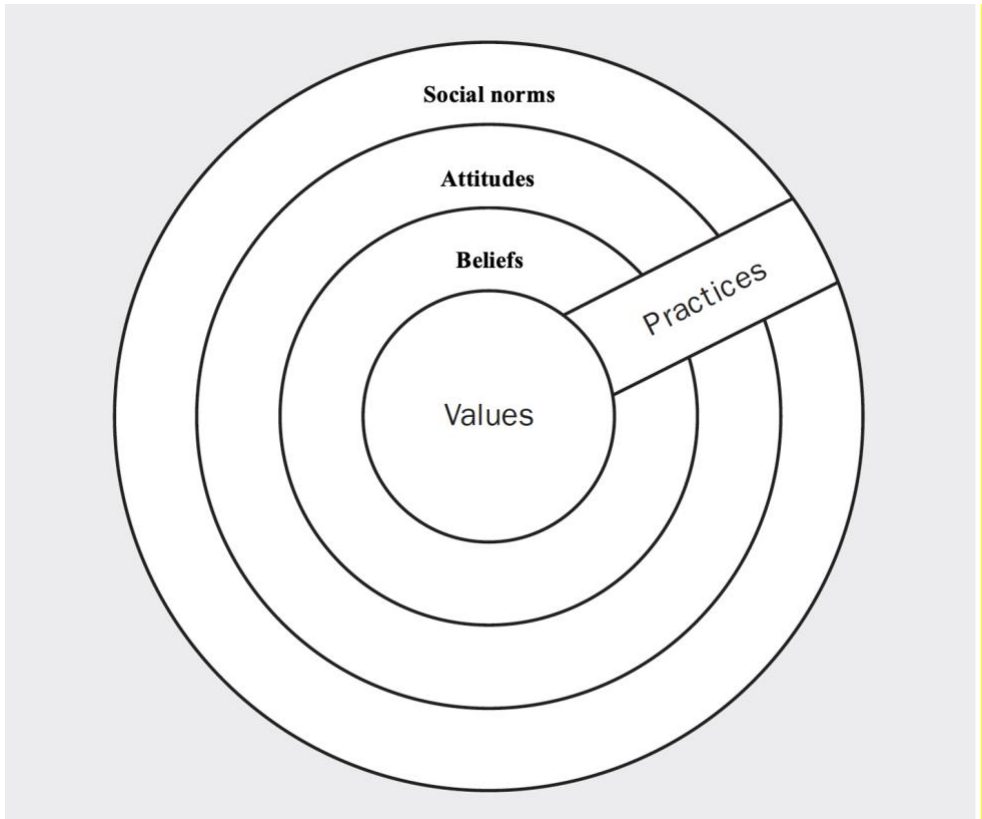 Social norms
Attitudes
Beliefs
Practices
Values